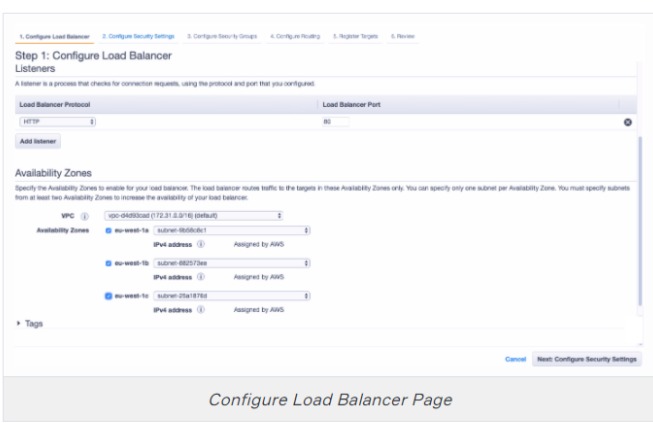 1. Configure Load Balancer 2. Configure Security Settings 3. Configure Security Groups 4. Configure Routing 5. Register Targets 6. Review
Step 1: Configure Load Balancer
Listeners
A listener is a process that checks for connection requests, using the protocol and port that you configured.
Load Balancer Protocol Load Balancer Port
HTTP 80
Add listener
Availability Zones
Specify the Availability Zones to enable for your load balancer. The load balancer routes traffic to the targets in these Availability Zones only. You can specify only one subnet per Availability Zone. You must specify subnets
from at least two Availability Zones to increase the availability of your load balancer.
VPC (172.31.0.0/16) (default)
Availability Zones eu-west-1a
IPv4 address Assigned by AWS
eu-west-1b subnet-882573ee
IPv4 address Assigned by AWS
eu-west-1c subnet-25a1876d
IPv4 address Assigned by AWS
Tags
Cancel Next: Configure Security Settings
Configure Load Balancer Page